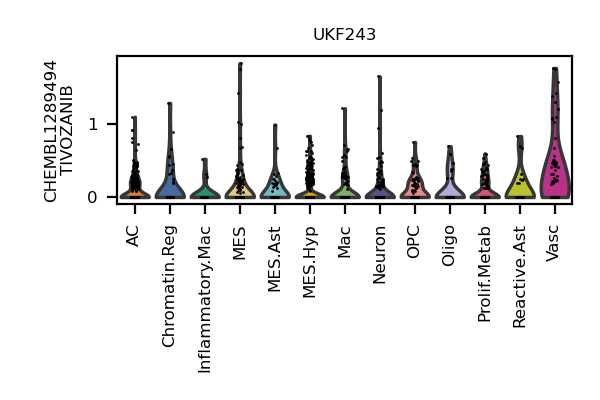 UKF243
CHEMBL1289494
TIVOZANIB
1
0
AC
Chromatin.Reg
Inflammatory.Mac
MES
MES.Ast
MES.Hyp
Mac
Neuron
OPC
Oligo
Prolif.Metab
Reactive.Ast
Vasc